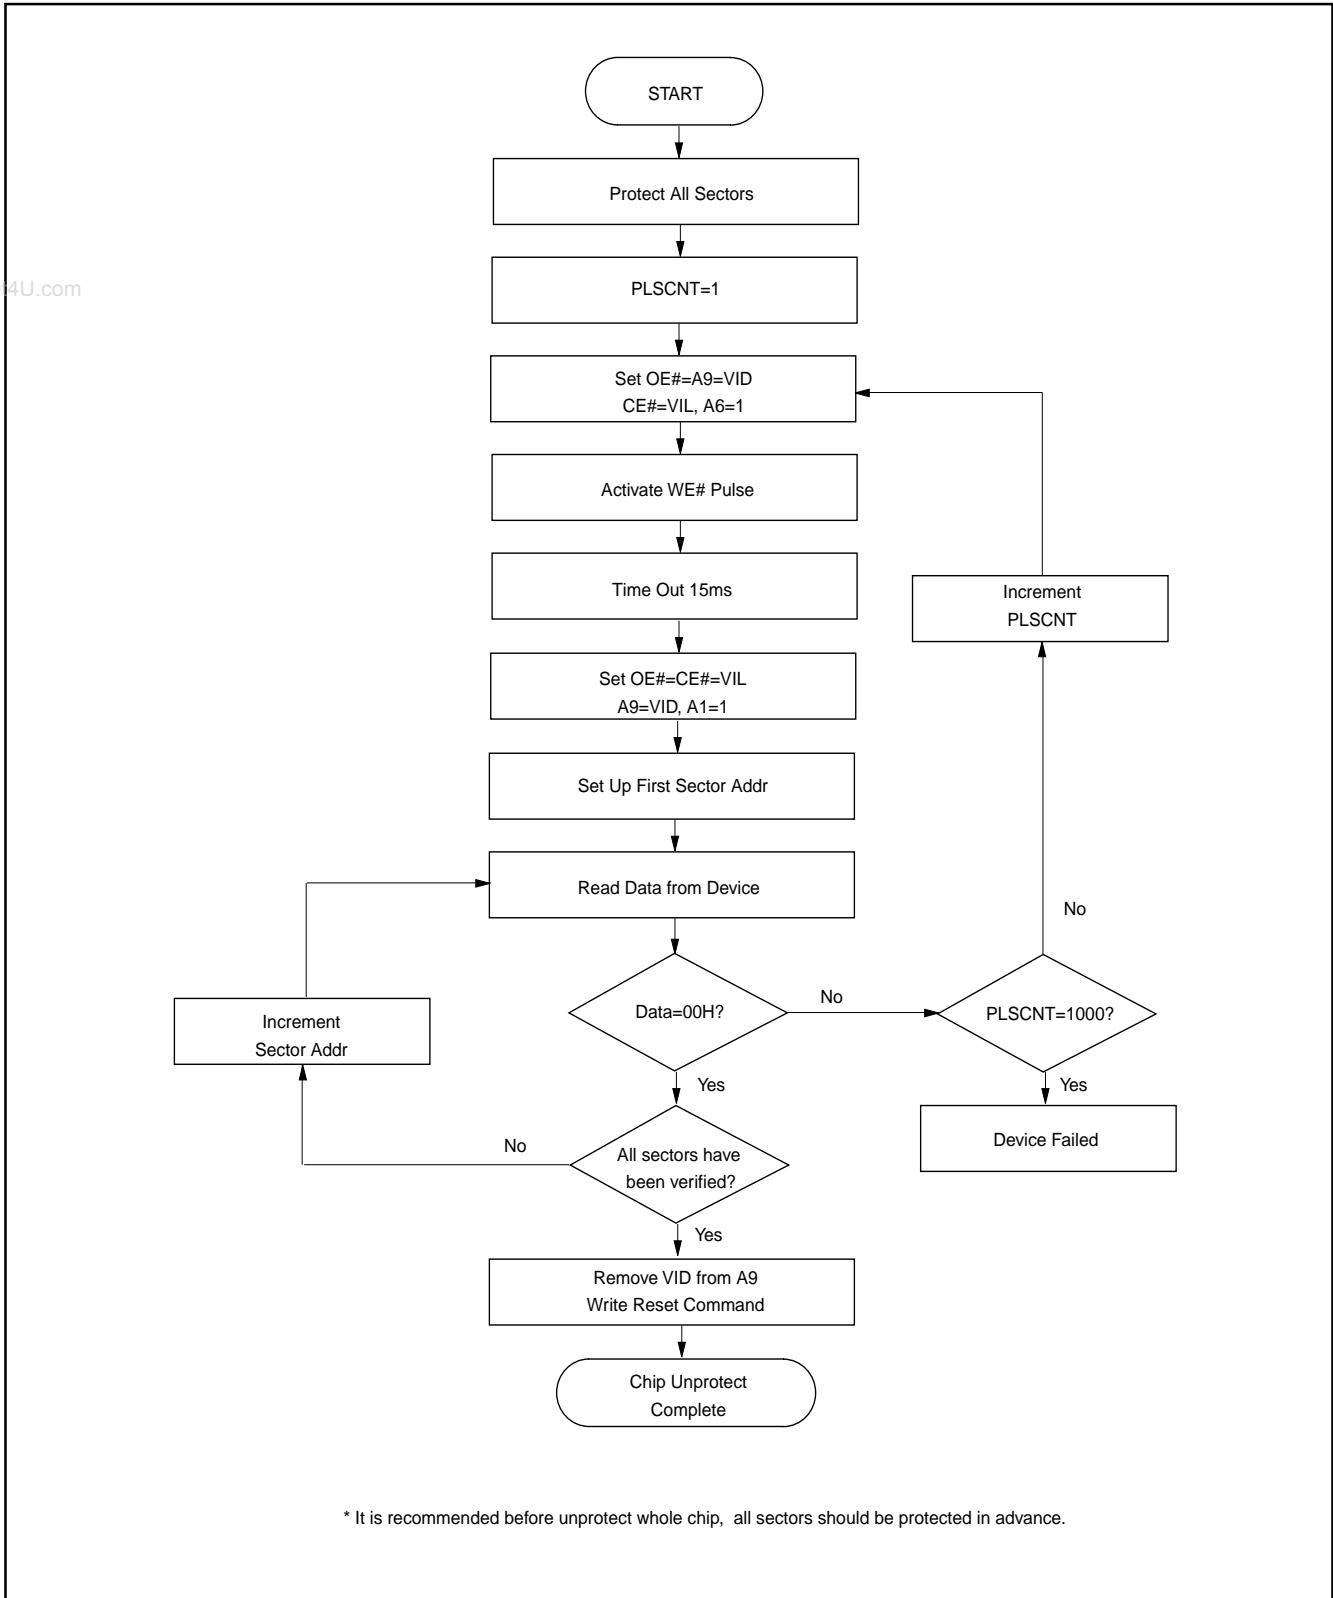 START
Protect All Sectors
4U.com
PLSCNT=1
Set OE#=A9=VID
CE#=VIL, A6=1
Activate WE# Pulse
Time Out 15ms
Increment
PLSCNT
Set OE#=CE#=VIL
A9=VID, A1=1
Set Up First Sector Addr
Read Data from Device
No
Data=00H?
No
PLSCNT=1000?
Increment
Sector Addr
Yes
Yes
Device Failed
No
All sectors have
been verified?
Yes
Remove VID from A9
Write Reset Command
Chip Unprotect
Complete
* It is recommended before unprotect whole chip, all sectors should be protected in advance.